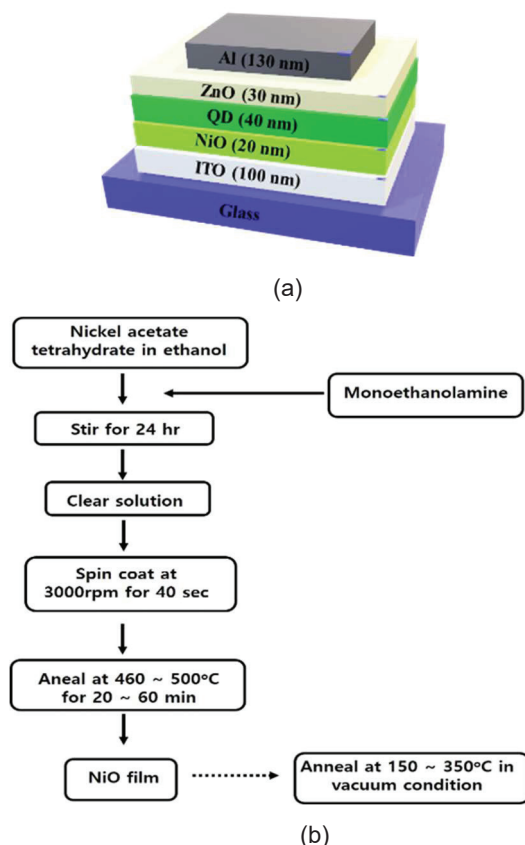 Al (130 nm)
ZnO (30 nm)
QD (40 nm)
NiO (20 nm)
ITO (100 nm)
Glass
(a)
Nickel acetate
tetrahydrate in ethanol
Monoethanolamine
Stir for 24 hr
Clear solution
Spin coat at
3000rpm for 40 sec
Aneal at 460 ~ 500°C
for 20 ~ 60 min
NiO film
Anneal at 150 ~ 350°C in
vacuum condition
(b)